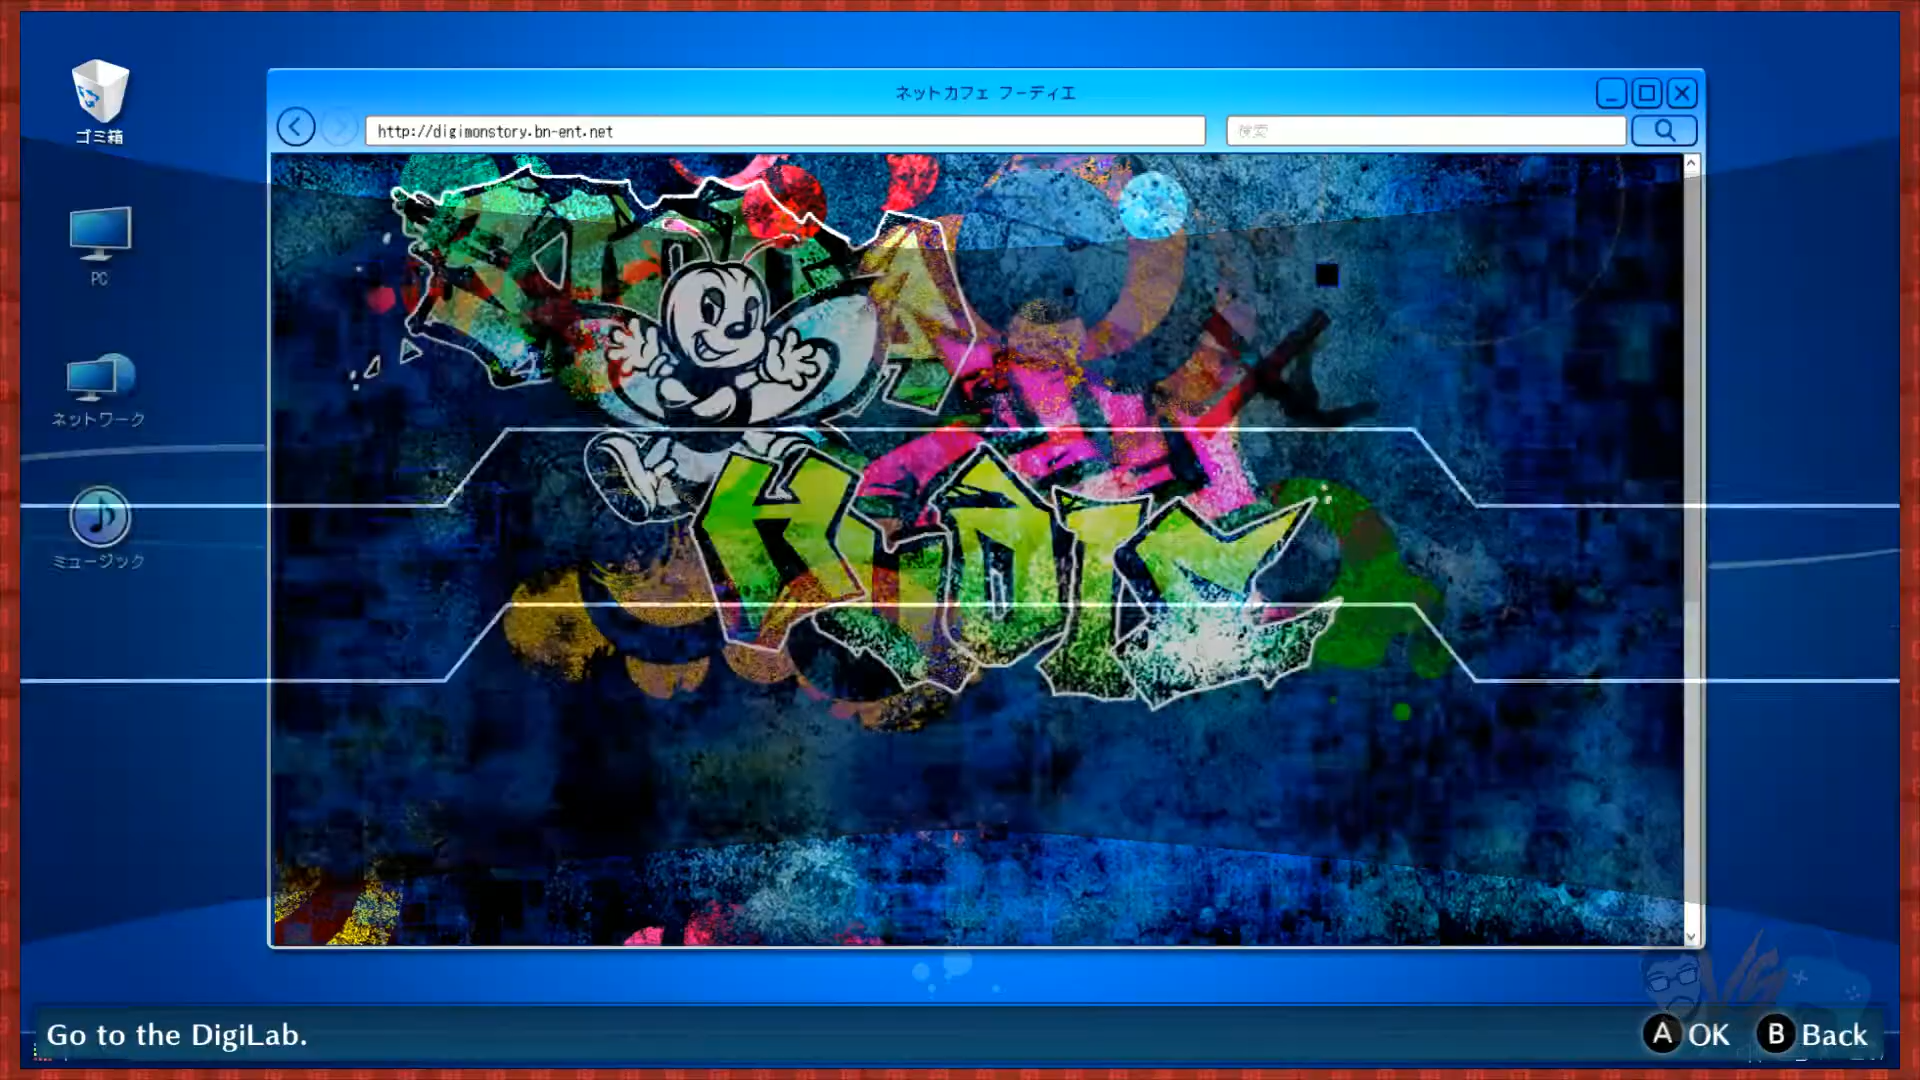 ゴミ箱
PC
ネットワーク
ミュージック
ネットカフェ フーディエ
http://digimonstory.bn-ent.net
検索
Go to the DigiLab.
A OK B Back